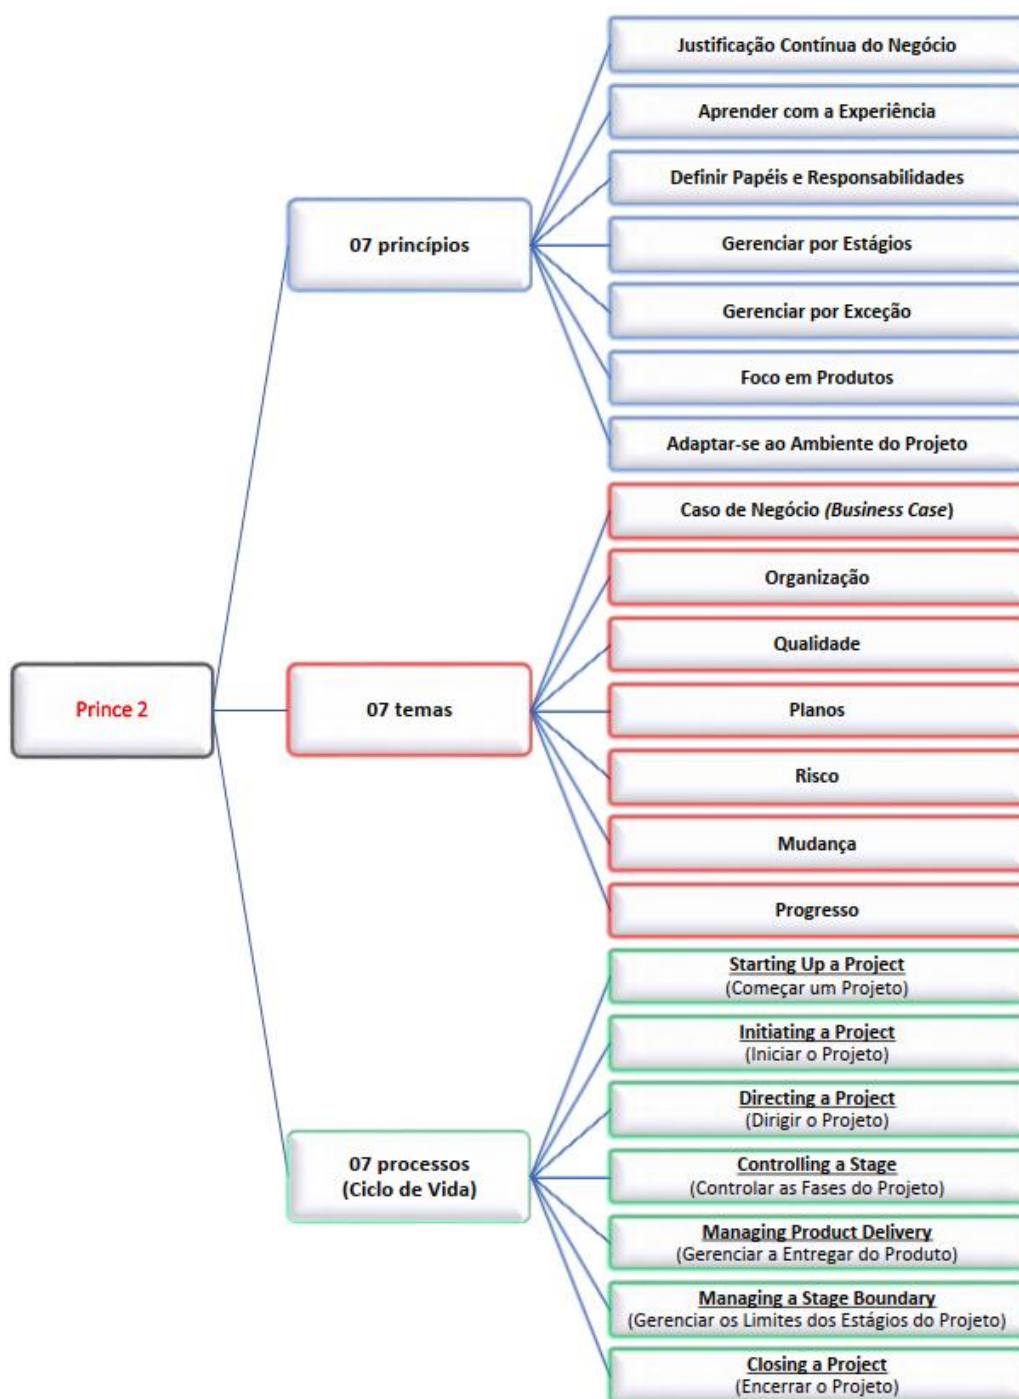 Prince 2
07 princípios
Justificação Contínua do Negócio
Aprender com a Experiência
Definir Papéis e Responsabilidades
Gerenciar por Estágios
Gerenciar por Exceção
Foco em Produtos
Adaptar-se ao Ambiente do Projeto
07 temas
Caso de Negócio (Business Case)
Organização
Qualidade
Planos
Risco
Mudança
Progresso
07 processos
(Ciclo de Vida)
Starting Up a Project
(Começar um Projeto)
Initiating a Project
(Iniciar o Projeto)
Directing a Project
(Dirigir o Projeto)
Controlling a Stage
(Controlar as Fases do Projeto)
Managing Product Delivery
(Gerenciar a Entregar do Produto)
Managing a Stage Boundary
(Gerenciar os Limites dos Estágios do Projeto)
Closing a Project
(Encerrar o Projeto)